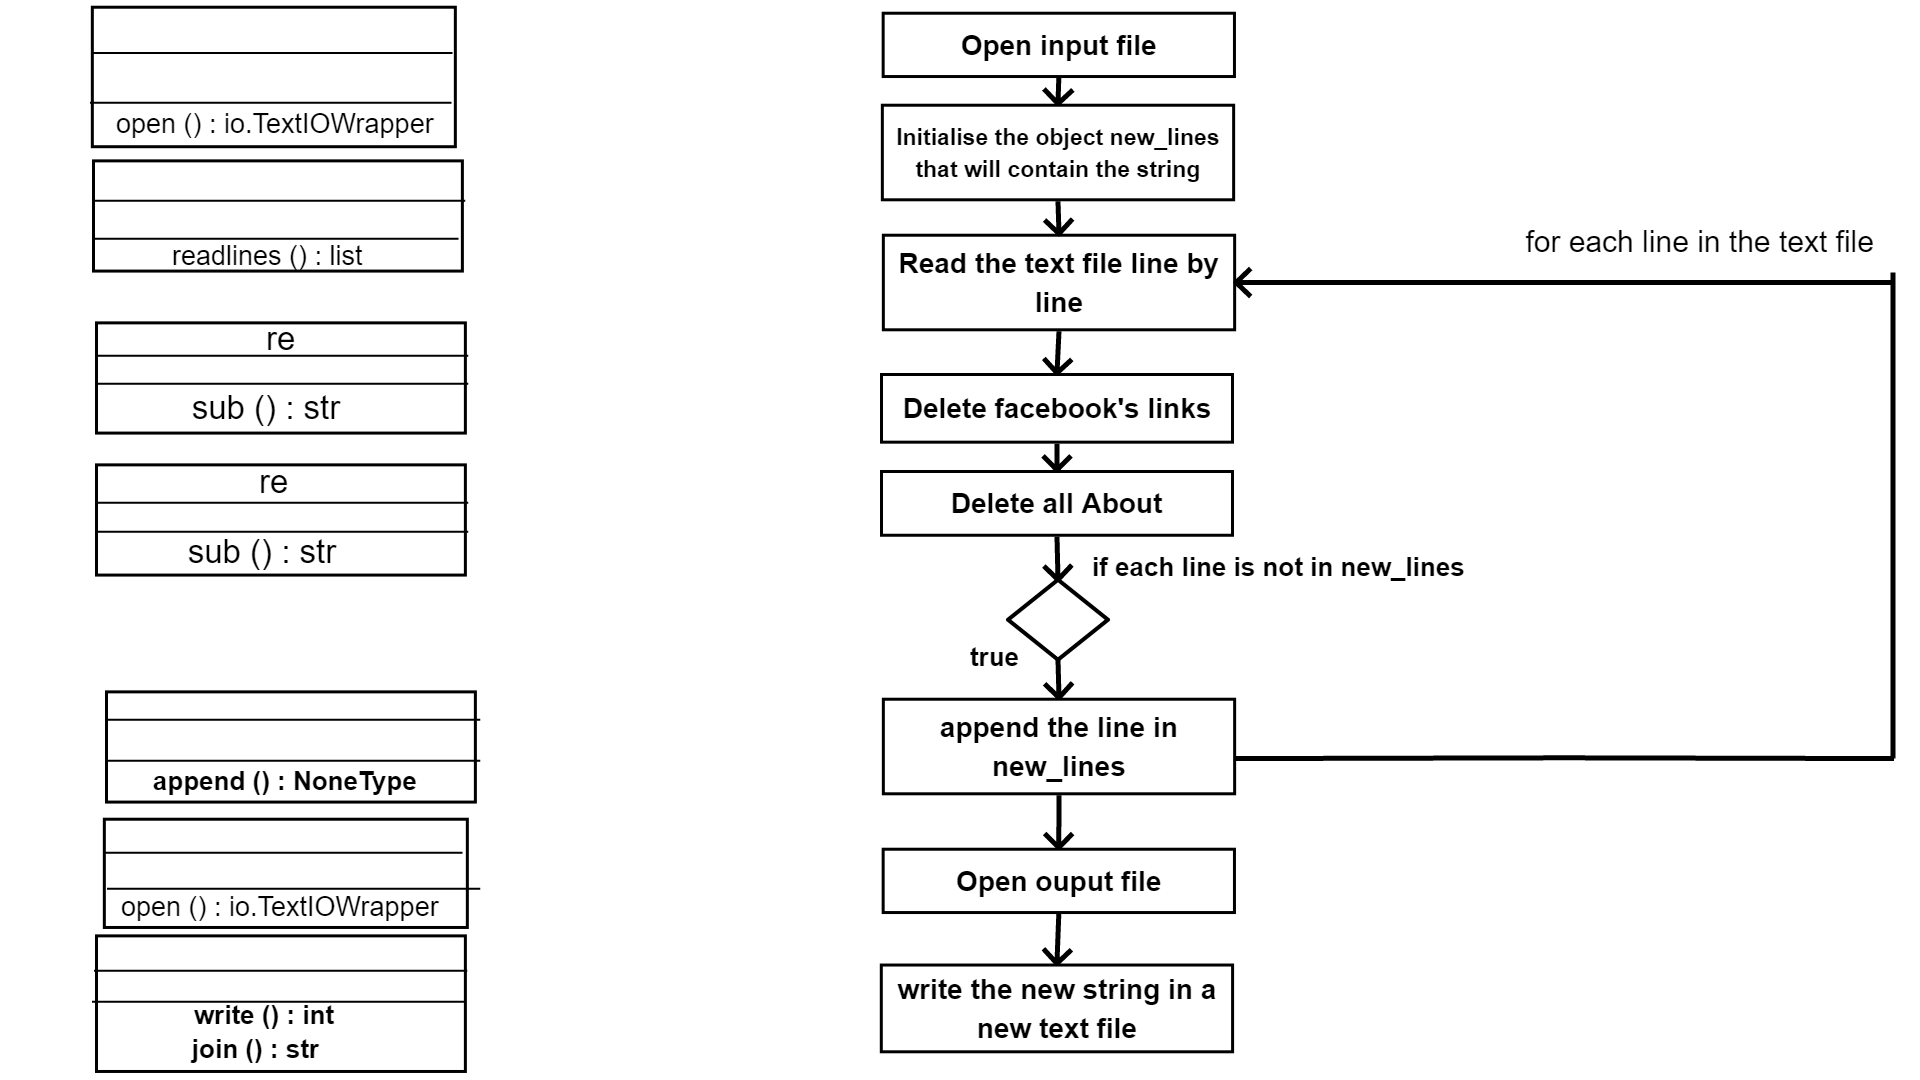 open () : io.TextIOWrapper
readlines () : list
re
sub () : str
re
sub () : str
append () : NoneType
open () : io.TextIOWrapper
write () : int
join () : str
Open input file
Initialise the object new_lines
that will contain the string
Read the text file line by
line
for each line in the text file
Delete facebook's links
Delete all About
if each line is not in new_lines
true
append the line in
new_lines
Open ouput file
write the new string in a
new text file